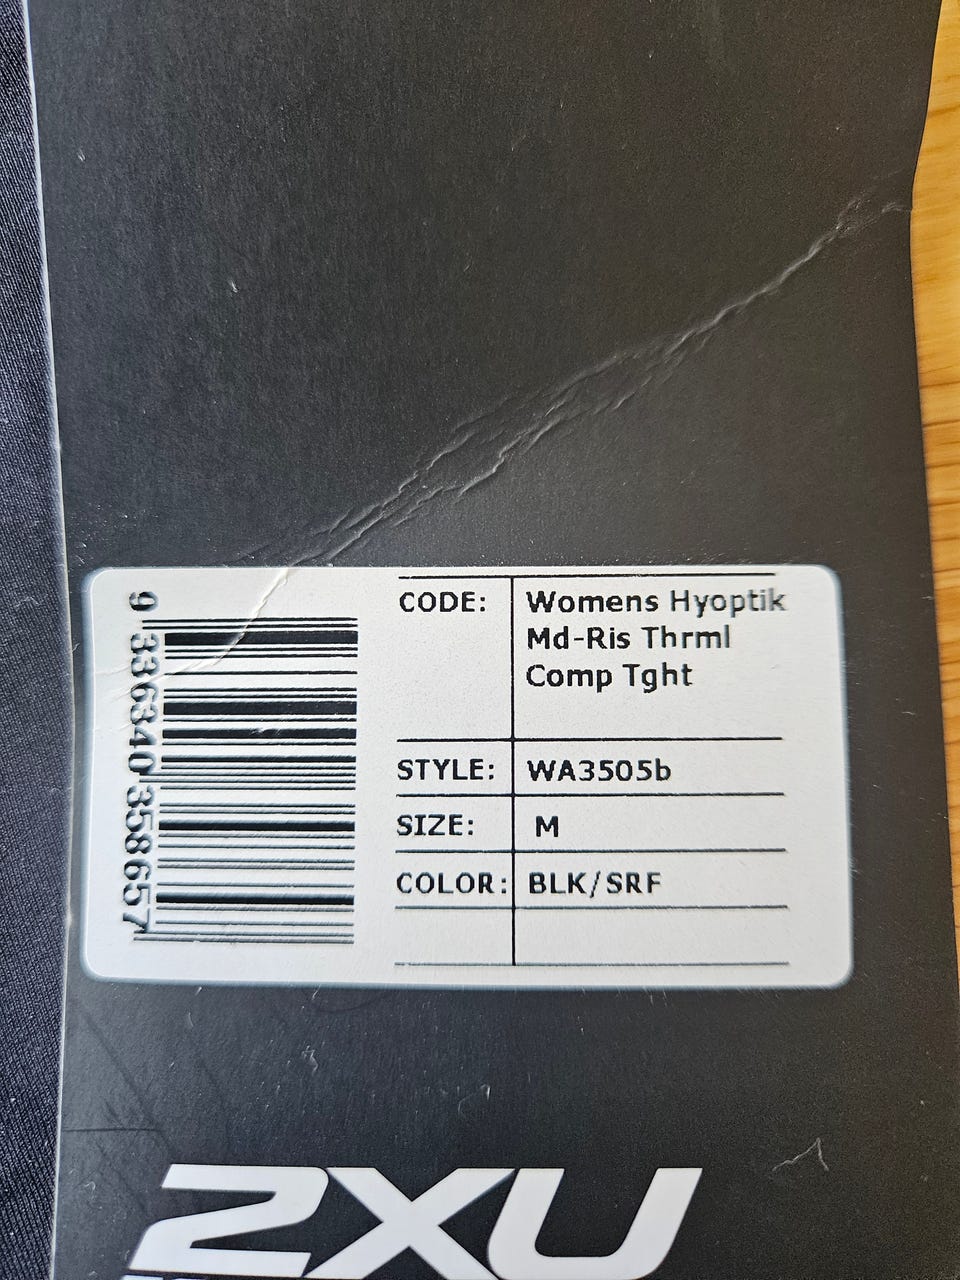 9 336340 358657
CODE: Womens Hyoptik
Md-Ris Thrml
Comp Tght
STYLE: WA3505b
SIZE: M
COLOR: BLK/SRF
2XU